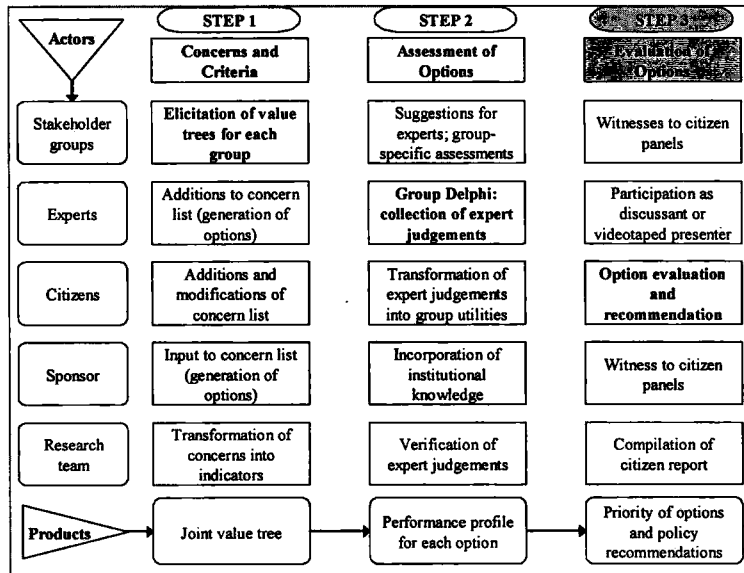 Actors
STEP 1
STEP 2
STEP 3
Concerns and
Criteria
Assessment of
Options
Evaluation of
Options
Stakeholder
groups
Elicitation of value
trees for each
group
Suggestions for
experts; group-
specific assessments
Witnesses to citizen
panels
Experts
Additions to concern
list (generation of
options)
Group Delphi:
collection of expert
judgements
Participation as
discussant or
videotaped presenter
Citizens
Additions and
modifications of
concern list
Transformation of
expert judgements
into group utilities
Option evaluation
and
recommendation
Sponsor
Input to concern list
(generation of
options)
Incorporation of
institutional
knowledge
Witness to citizen
panels
Research
team
Transformation of
concerns into
indicators
Verification of
expert judgements
Compilation of
citizen report
Products
Joint value tree
Performance profile
for each option
Priority of options
and policy
recommendations